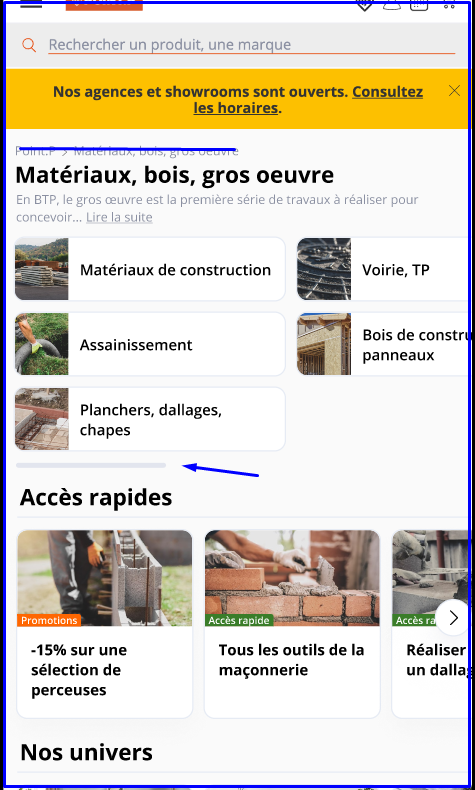 Rechercher un produit, une marque
Nos agences et showrooms sont ouverts. Consultez
les horaires.
Point.P > Matériaux, bois, gros oeuvre
Matériaux, bois, gros oeuvre
En BTP, le gros œuvre est la première série de travaux à réaliser pour
concevoir... Lire la suite
Matériaux de construction
Voirie, TP
Assainissement
Bois de constru
panneaux
Planchers, dallages,
chapes
Accès rapides
Promotions
-15% sur une
sélection de
perceuses
Accès rapide
Tous les outils de la
maçonnerie
Accès ra
Réaliser
un dallag
Nos univers